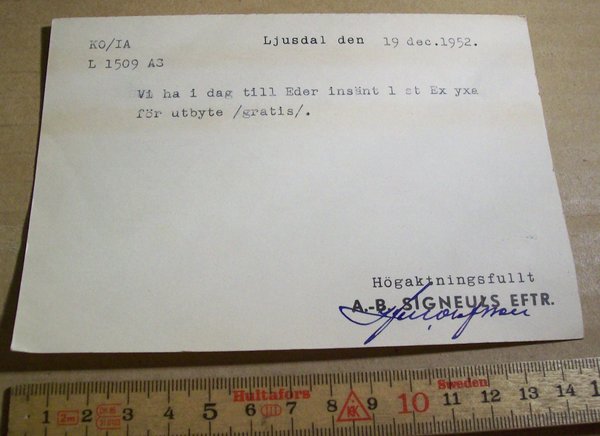 KO/IA Ljusdal den 19 dec.1952.
L 1509 AS
Vi ha i dag till Eder insänt 1 st Ex yxa
för utbyte /gratis/.
Högaktningsfullt
A.-B. SIGNEULS EFTR.
Hultafors Sweden
1 2m 2 3 4 5 6 7 8 9 10 11 12 13 14